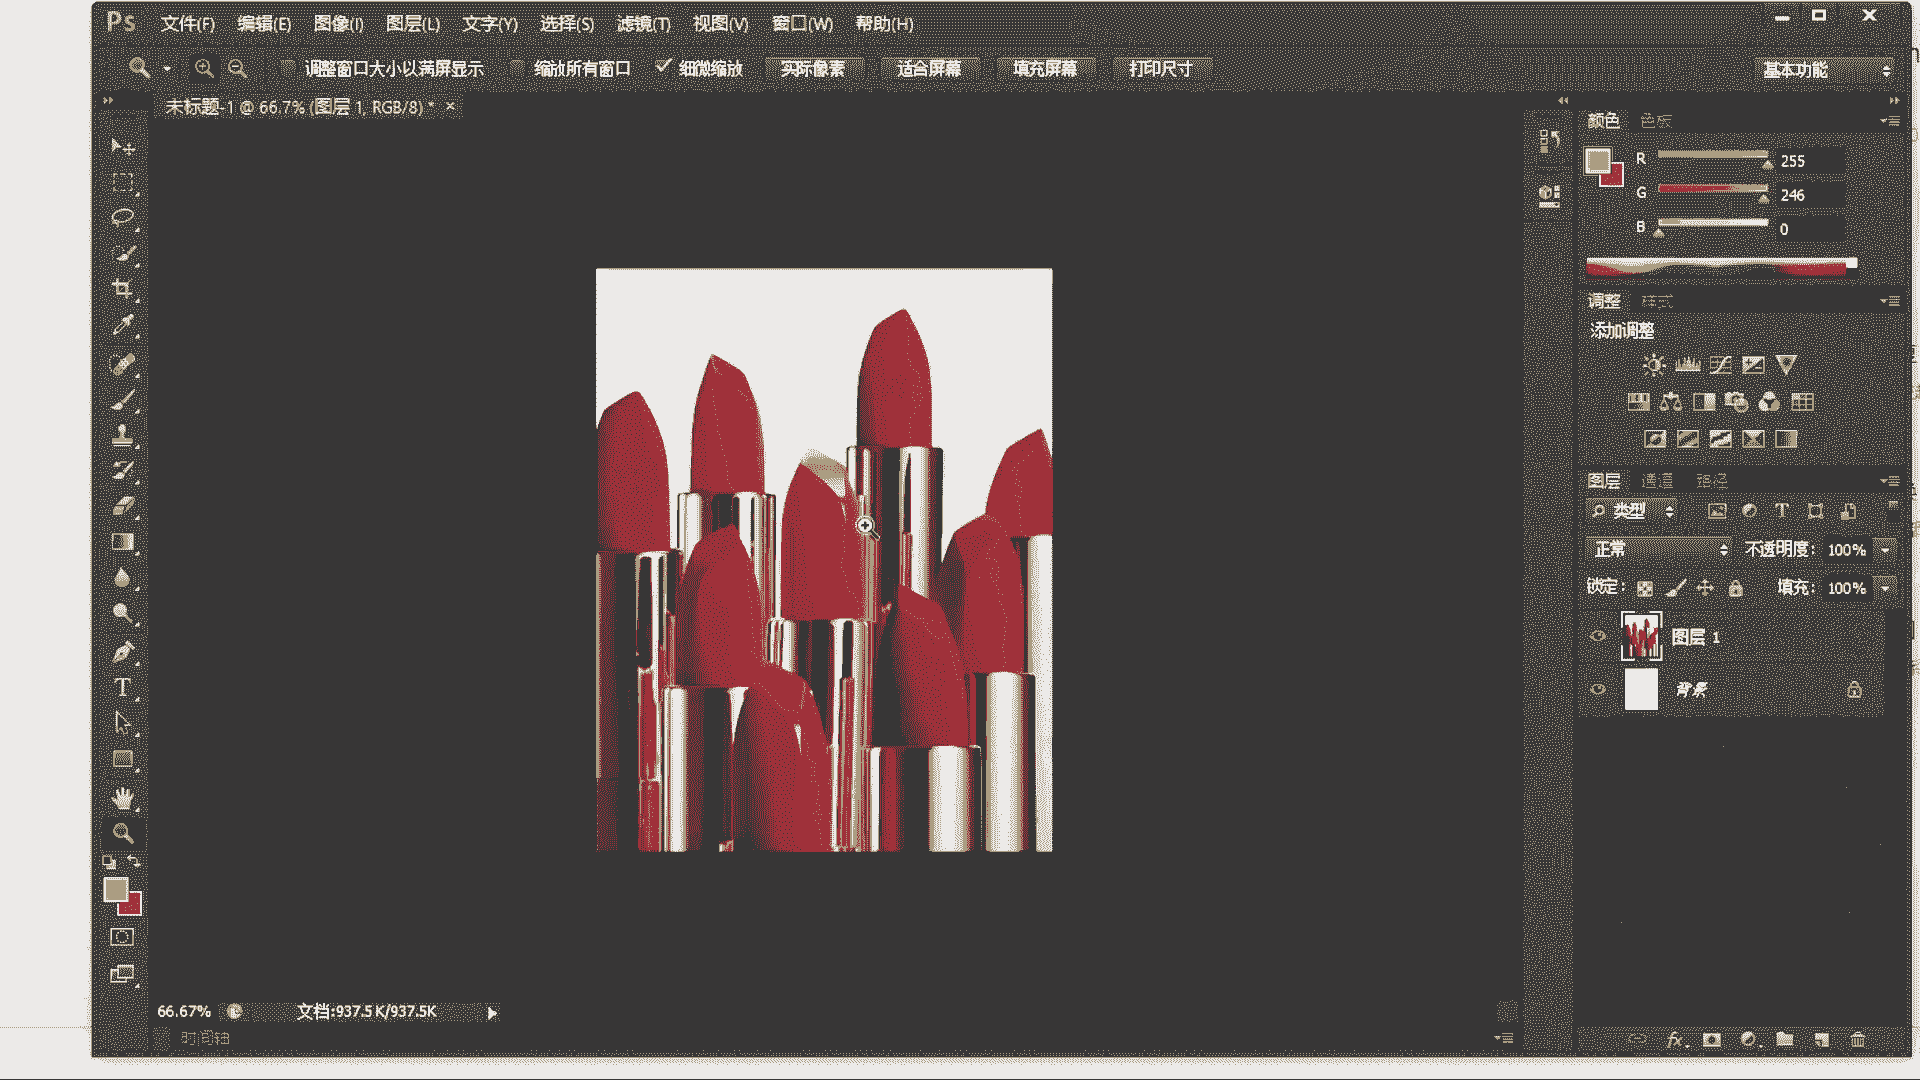 Ps 文件(F) 编辑(E) 图像(I) 图层(L) 文字(Y) 选择(S) 滤镜(T) 视图(V) 窗口(W) 帮助(H)
调整窗口大小以满屏显示 缩放所有窗口 细微缩放 实际像素 适合屏幕 填充屏幕 打印尺寸 基本功能
未标题-1 @ 66.7% (图层 1, RGB/8) * ×
颜色 色板
R 255
G 246
B 0
调整 样式
添加调整
图层 通道 路径
类型
正常 不透明度: 100%
锁定: 填充: 100%
图层 1
背景
66.67% 文档:937.5K/937.5K
时间轴
fx